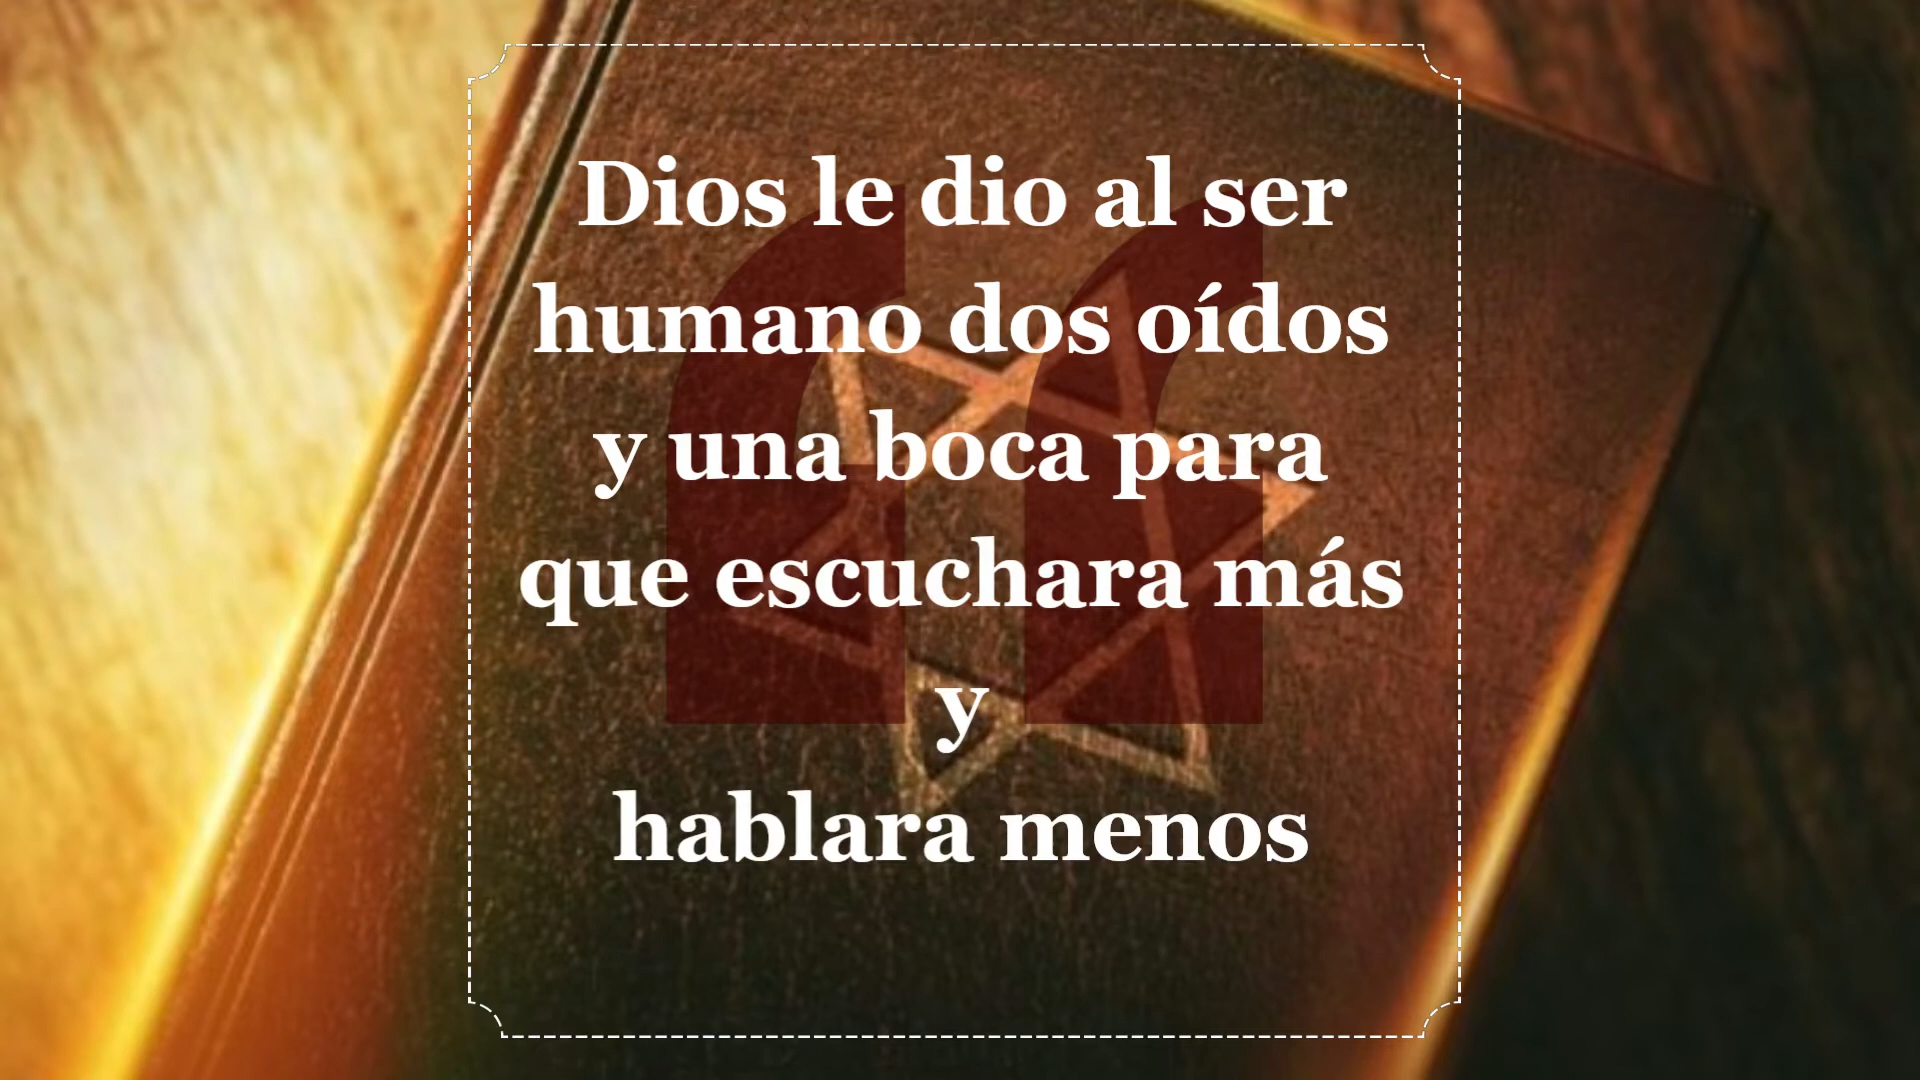 Dios le dio al ser
humano dos oídos
y una boca para
que escuchara más
y
hablara menos